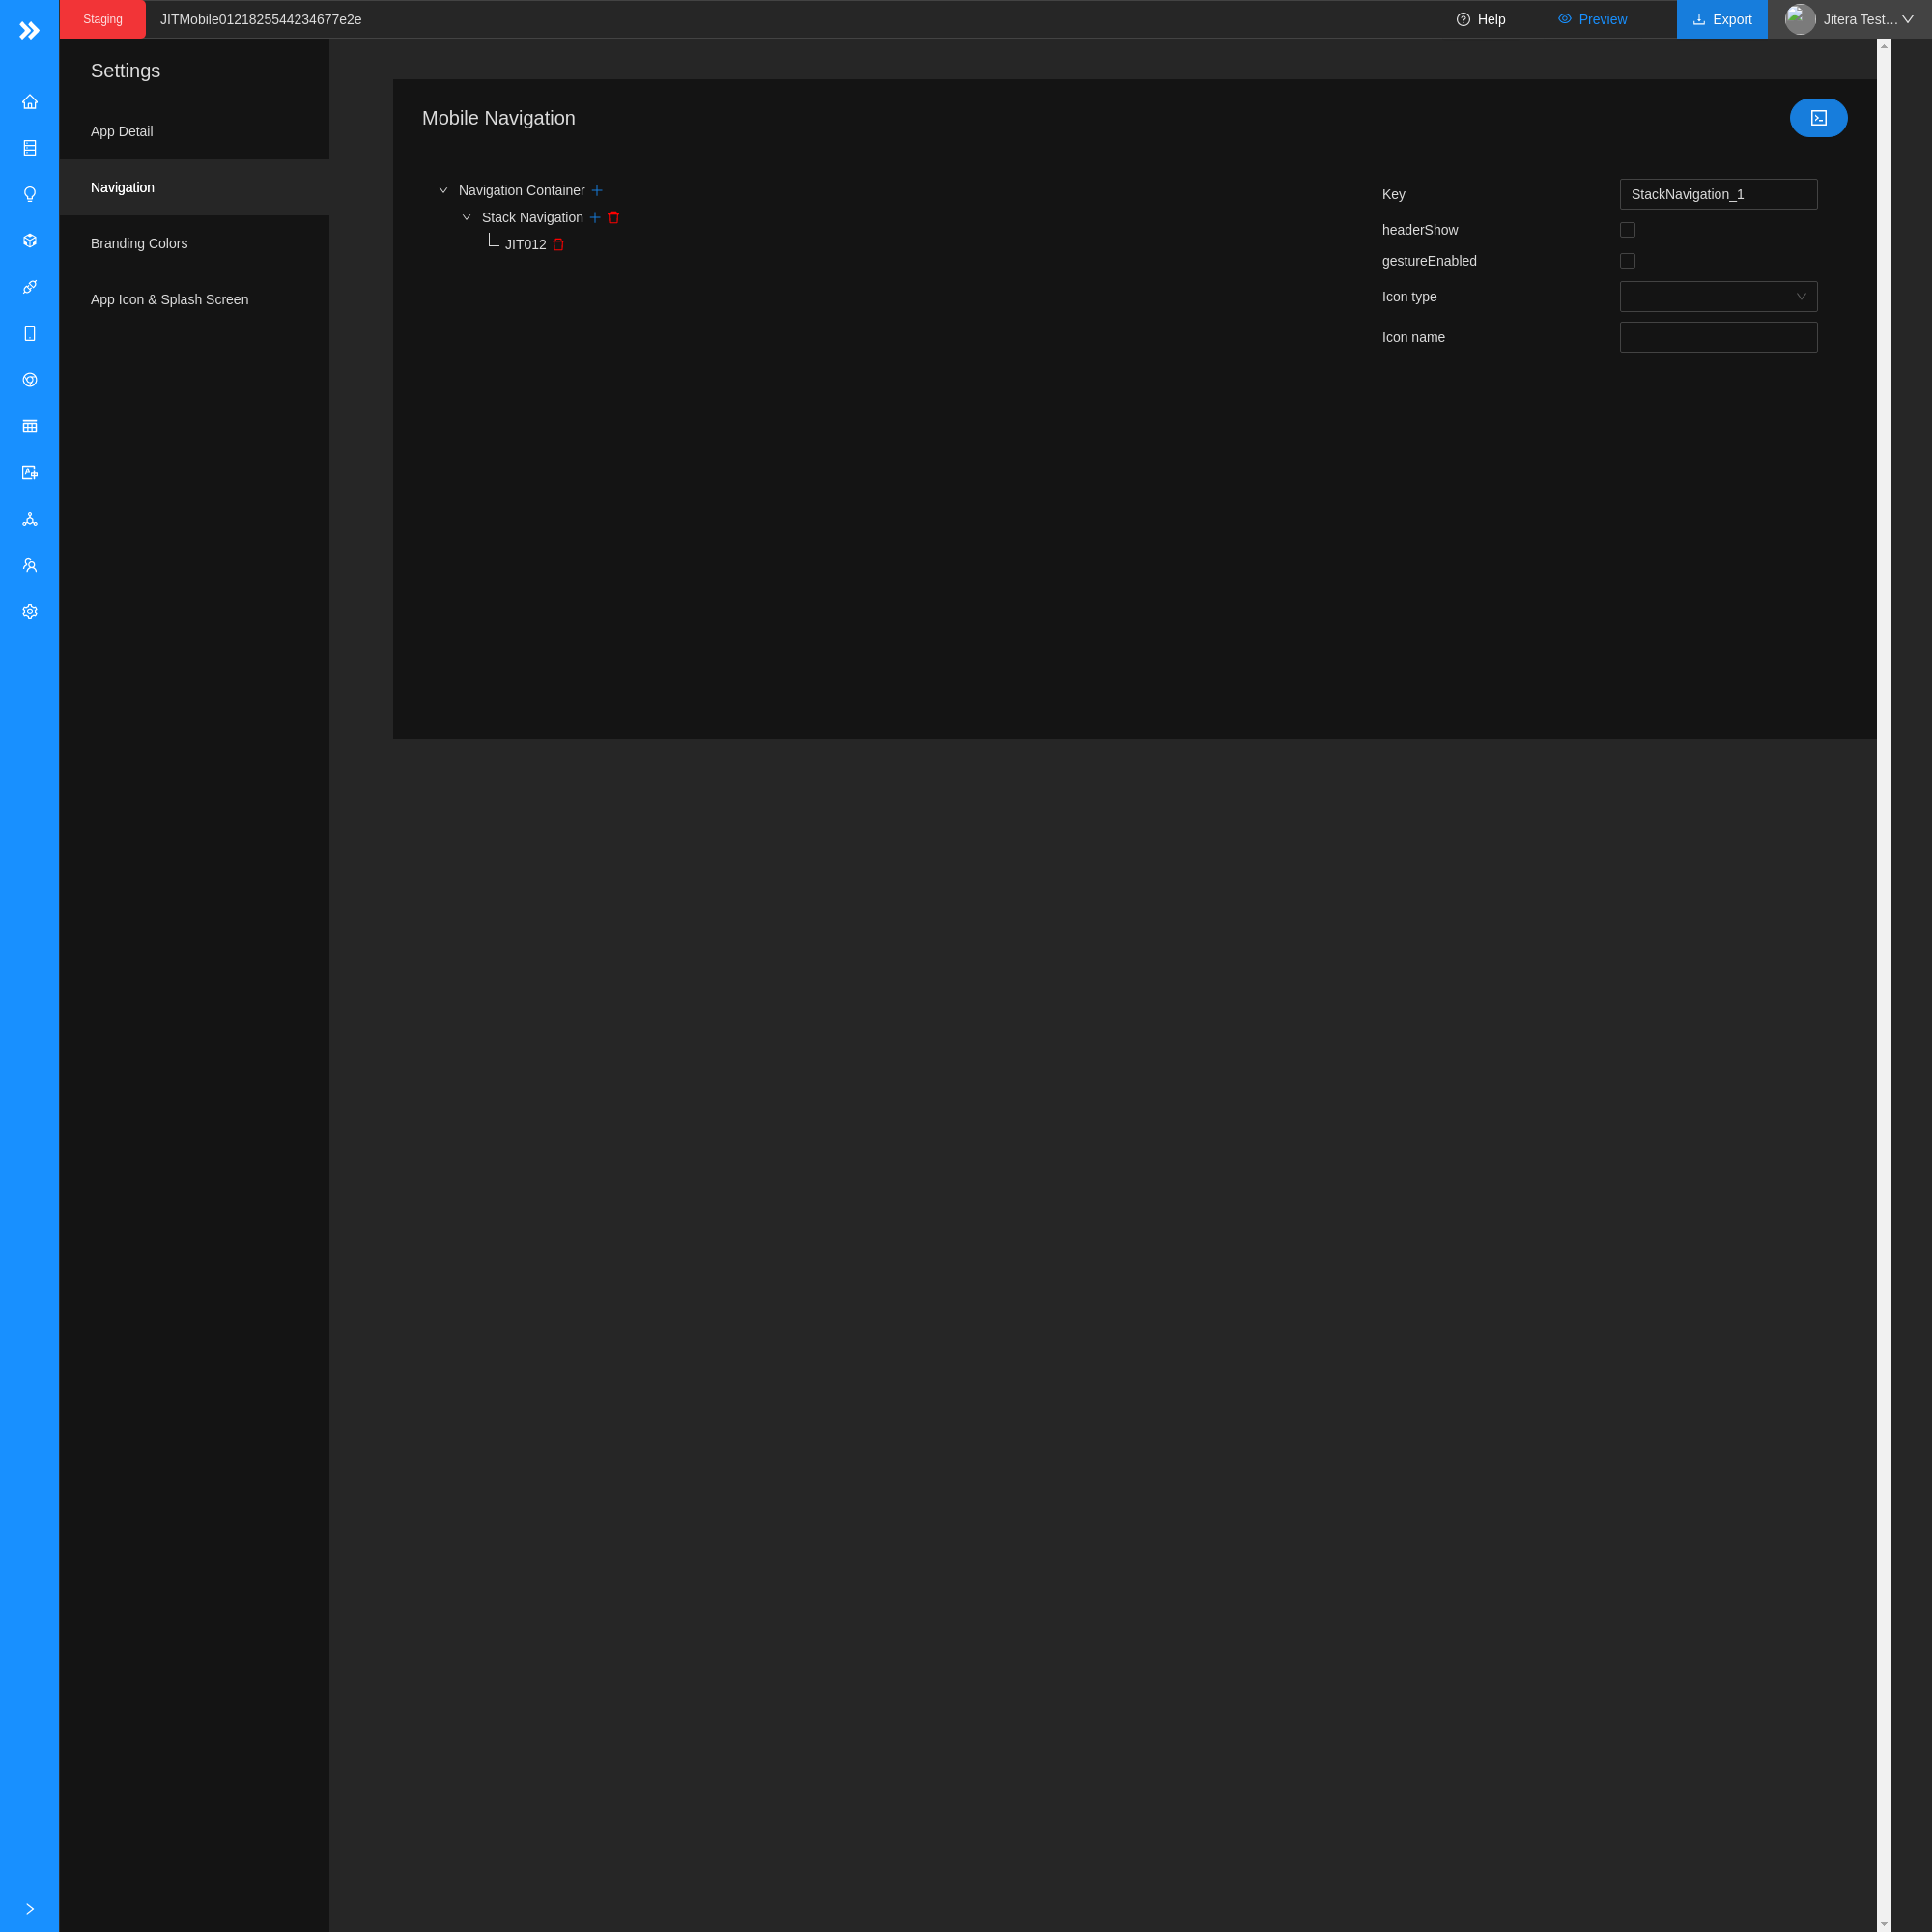 Staging
JITMobile0121825544234677e2e
Help
Preview
Export
Jitera Test…
Settings
App Detail
Navigation
Branding Colors
App Icon & Splash Screen
Mobile Navigation
Navigation Container
Stack Navigation
JIT012
Key
StackNavigation_1
headerShow
gestureEnabled
Icon type
Icon name